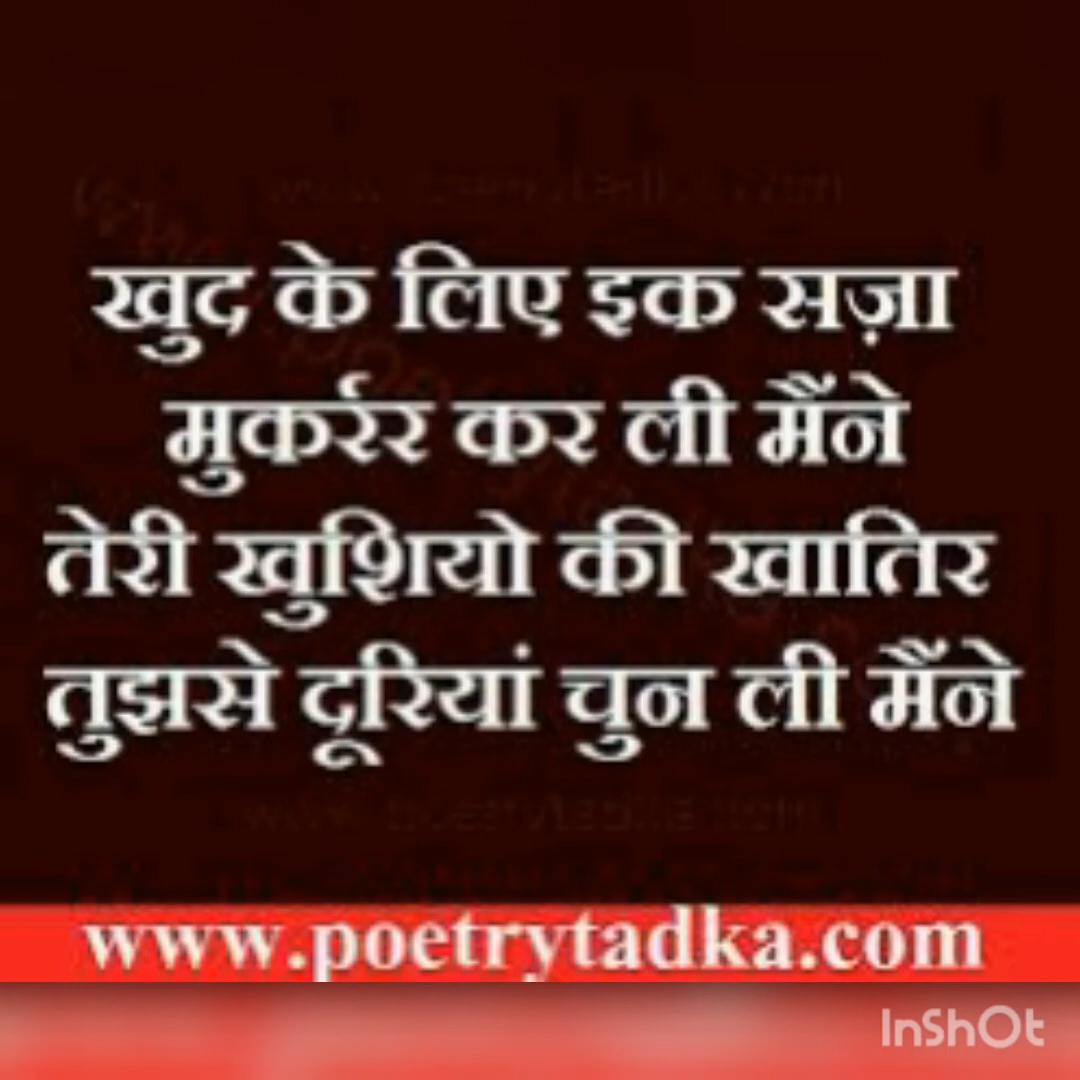 खुद के लिए इक सज़ा
मुकर्रर कर ली मैंने
तेरी खुशियो की खातिर
तुझसे दूरियां चुन ली मैंने
www.poetrytadka.com
InShOt